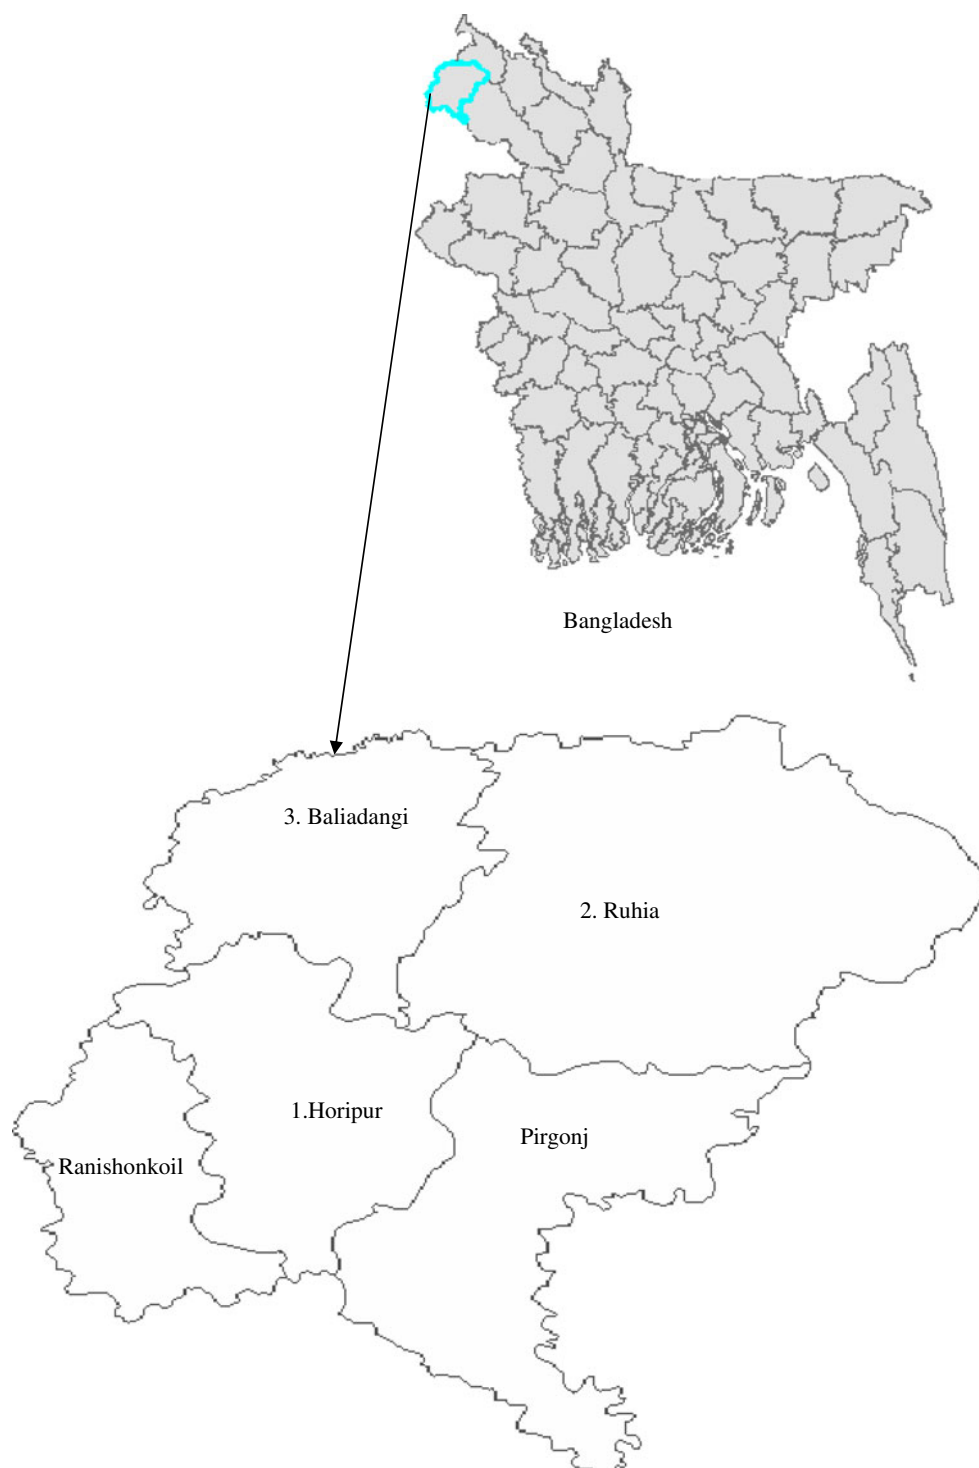 Bangladesh
3. Baliadangi
2. Ruhia
1.Horipur
Pirgonj
Ranishonkoil